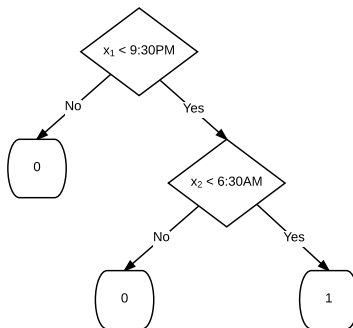 x₁ < 9:30PM
No
Yes
0
x₂ < 6:30AM
No
Yes
0
1